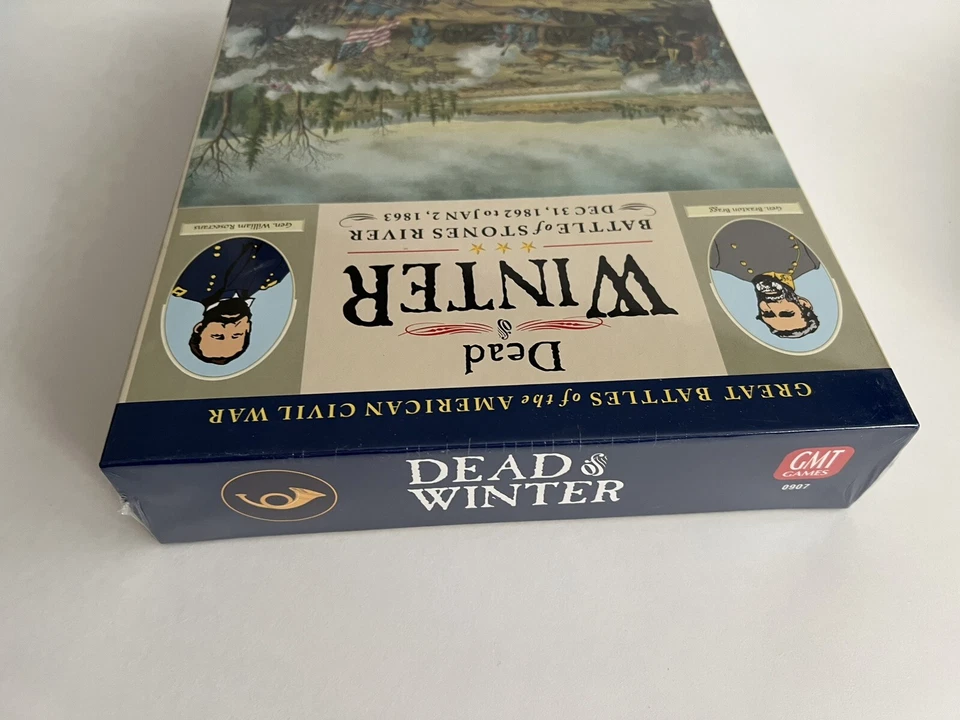 GREAT BATTLES of the AMERICAN CIVIL WAR
Dead
of
WINTER
BATTLE of STONES RIVER
DEC 31, 1862 to JAN 2, 1863
Gen. Braxton Bragg
Gen. William Rosecrans
DEAD of
WINTER
GMT
GAMES
0907